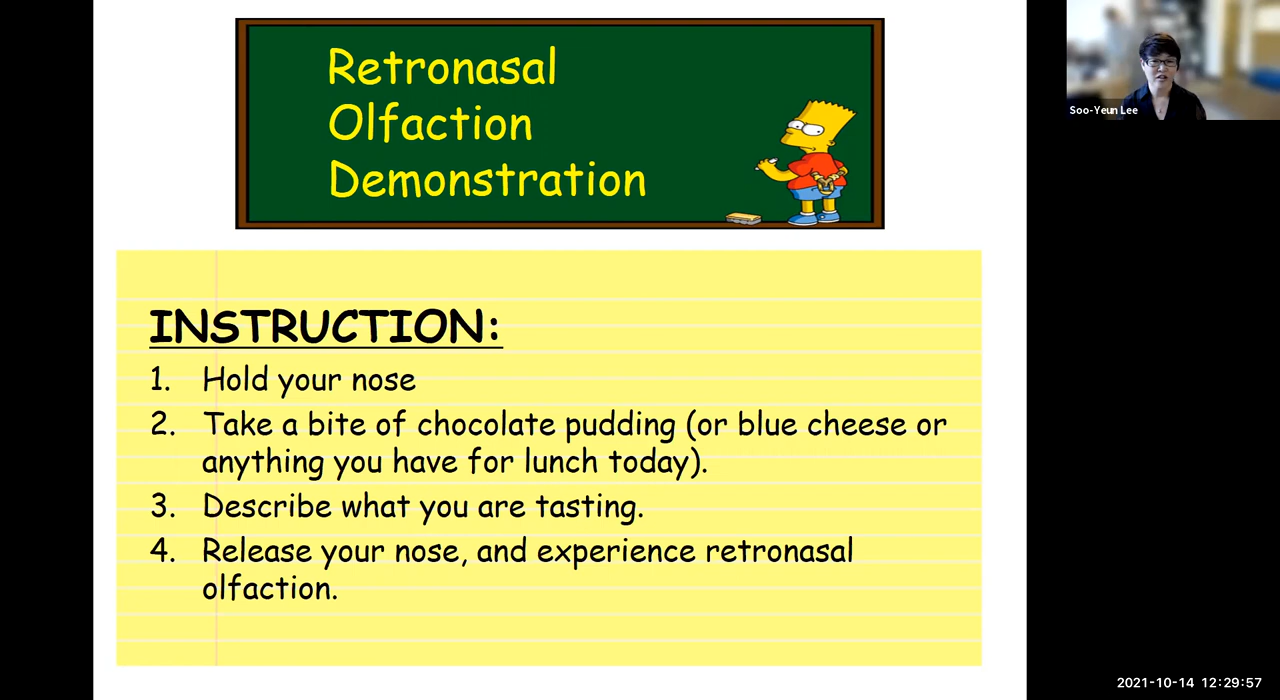 Retronasal
Olfaction
Demonstration
Soo-Yeun Lee
INSTRUCTION:
1. Hold your nose
2. Take a bite of chocolate pudding (or blue cheese or
anything you have for lunch today).
3. Describe what you are tasting.
4. Release your nose, and experience retronasal
olfaction.
2021-10-14 12:29:57